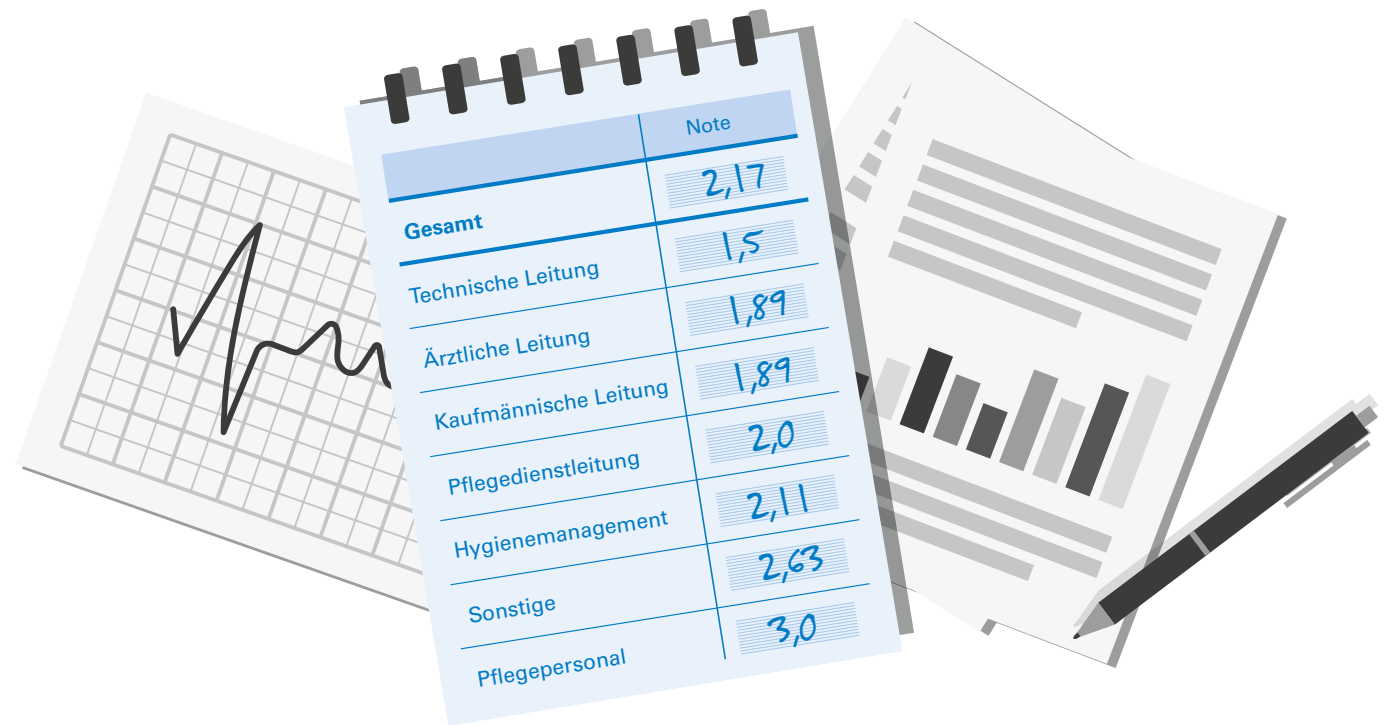 Note
Gesamt 2,17
Technische Leitung 1,5
Ärztliche Leitung 1,89
Kaufmännische Leitung 1,89
Pflegedienstleitung 2,0
Hygienemanagement 2,11
Sonstige 2,63
Pflegepersonal 3,0